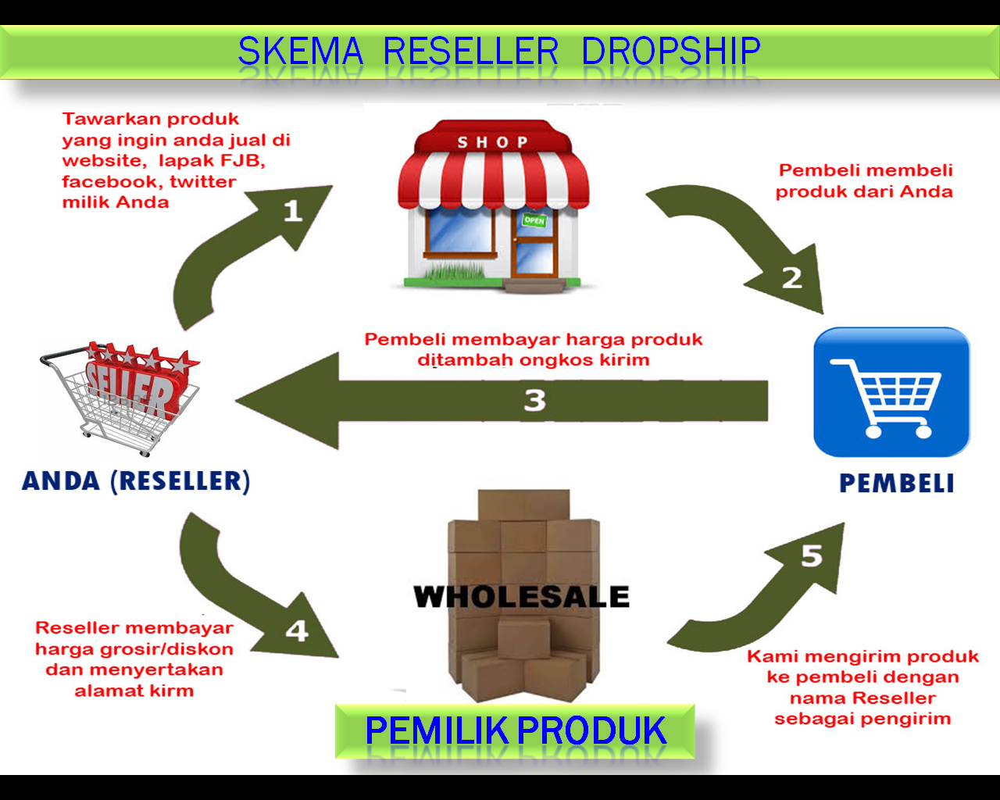 SKEMA RESELLER DROPSHIP
Tawarkan produk
yang ingin anda jual di
website, lapak FJB,
facebook, twitter
milik Anda
1
SHOP
OPEN
Pembeli membeli
produk dari Anda
2
Pembeli membayar harga produk
ditambah ongkos kirim
3
SELLER
ANDA (RESELLER)
PEMBELI
4
Reseller membayar
harga grosir/diskon
dan menyertakan
alamat kirm
WHOLESALE
5
Kami mengirim produk
ke pembeli dengan
nama Reseller
sebagai pengirim
PEMILIK PRODUK